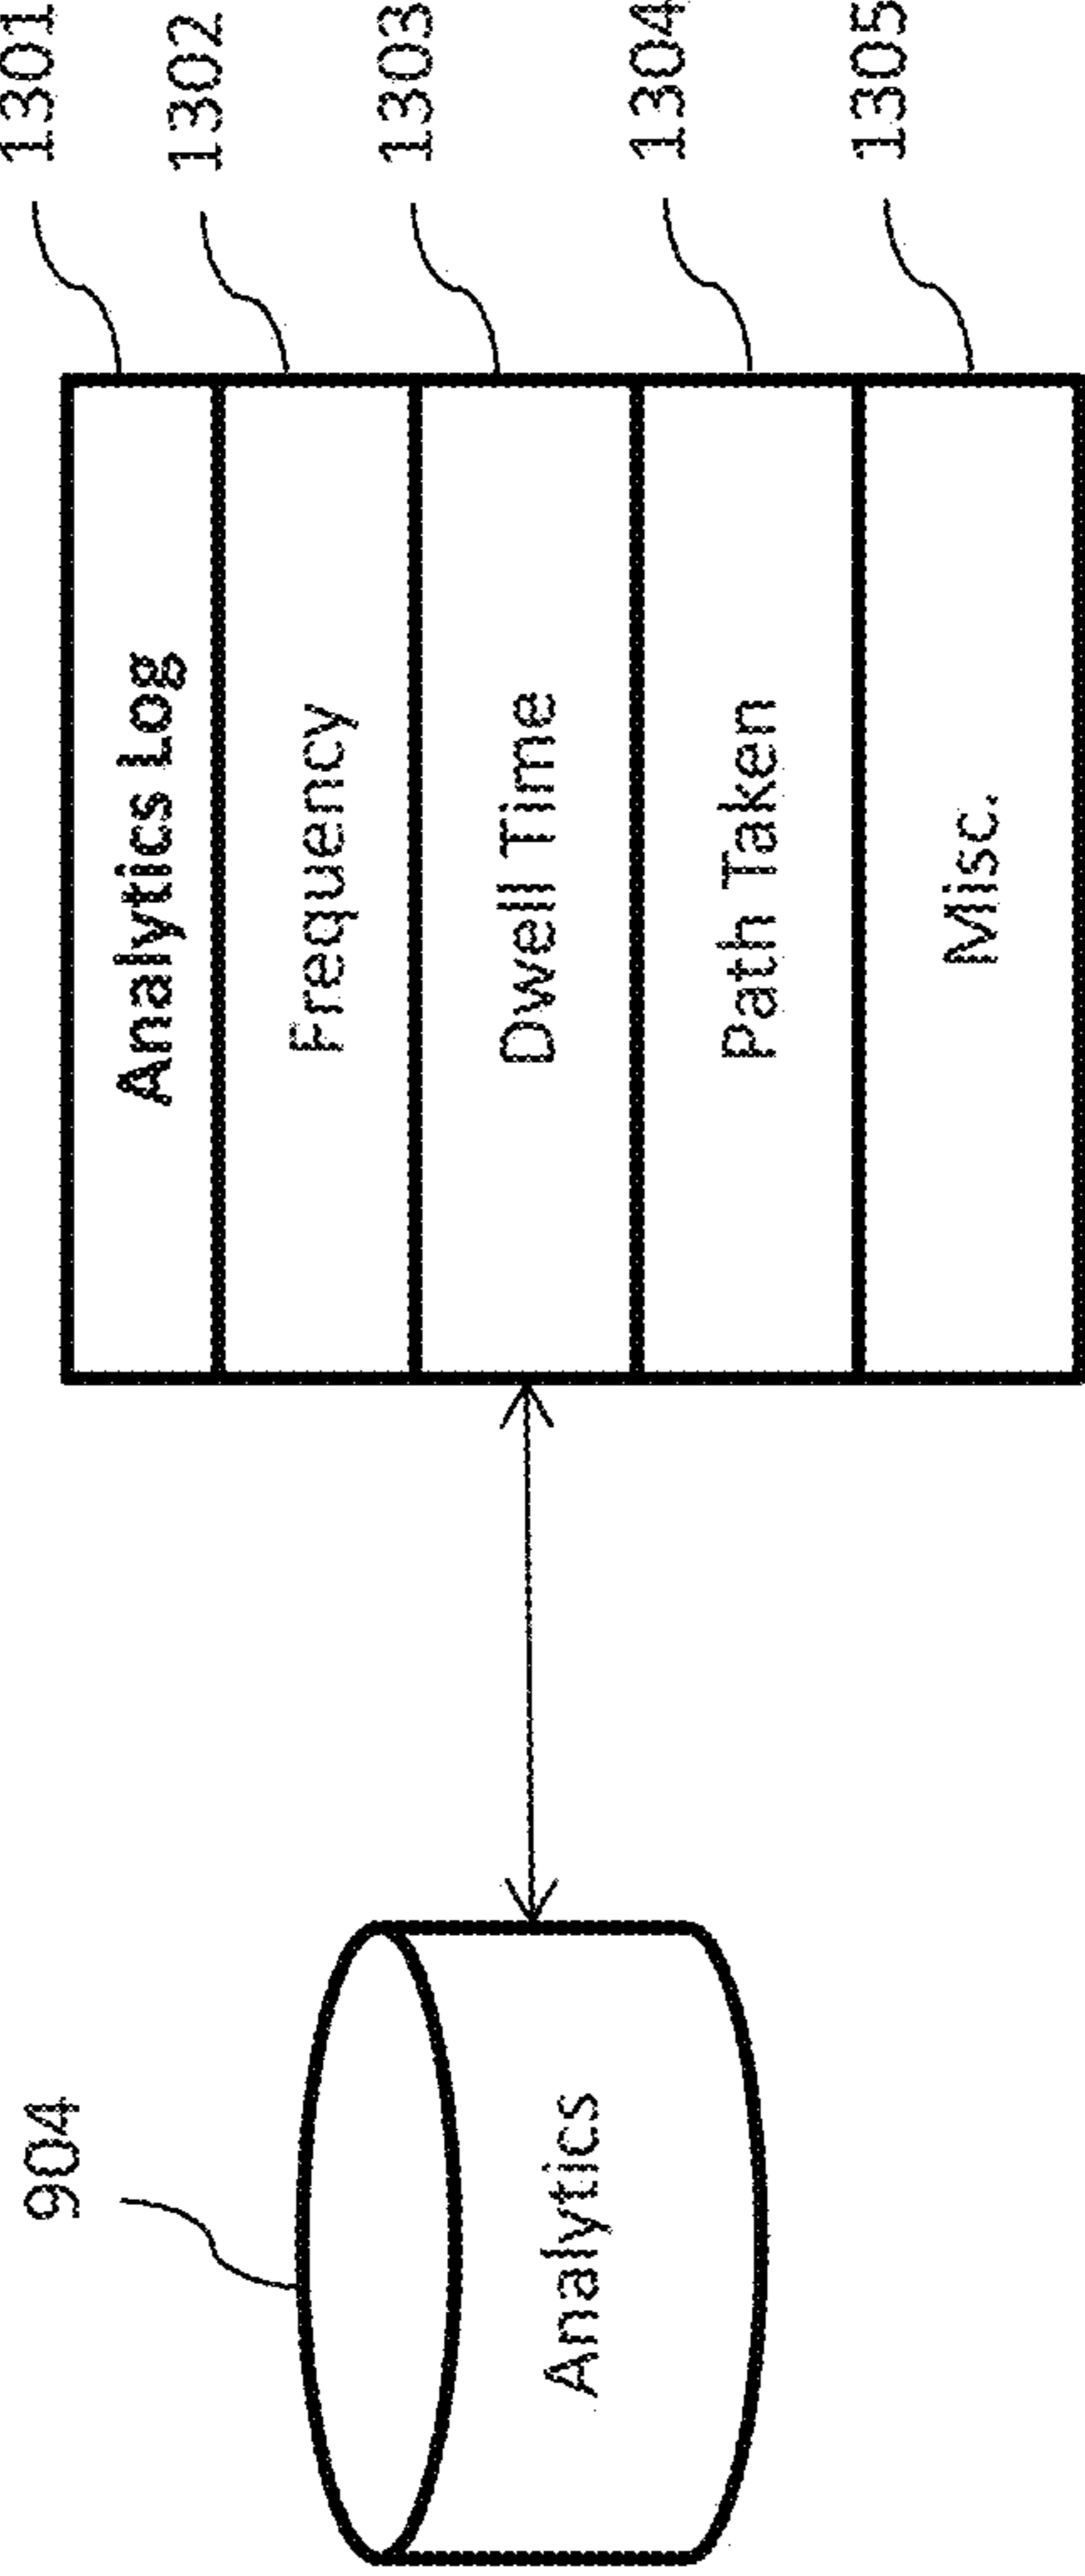 904
Analytics
Analytics Log
1301
Frequency
1302
Dwell Time
1303
Path Taken
1304
Misc.
1305